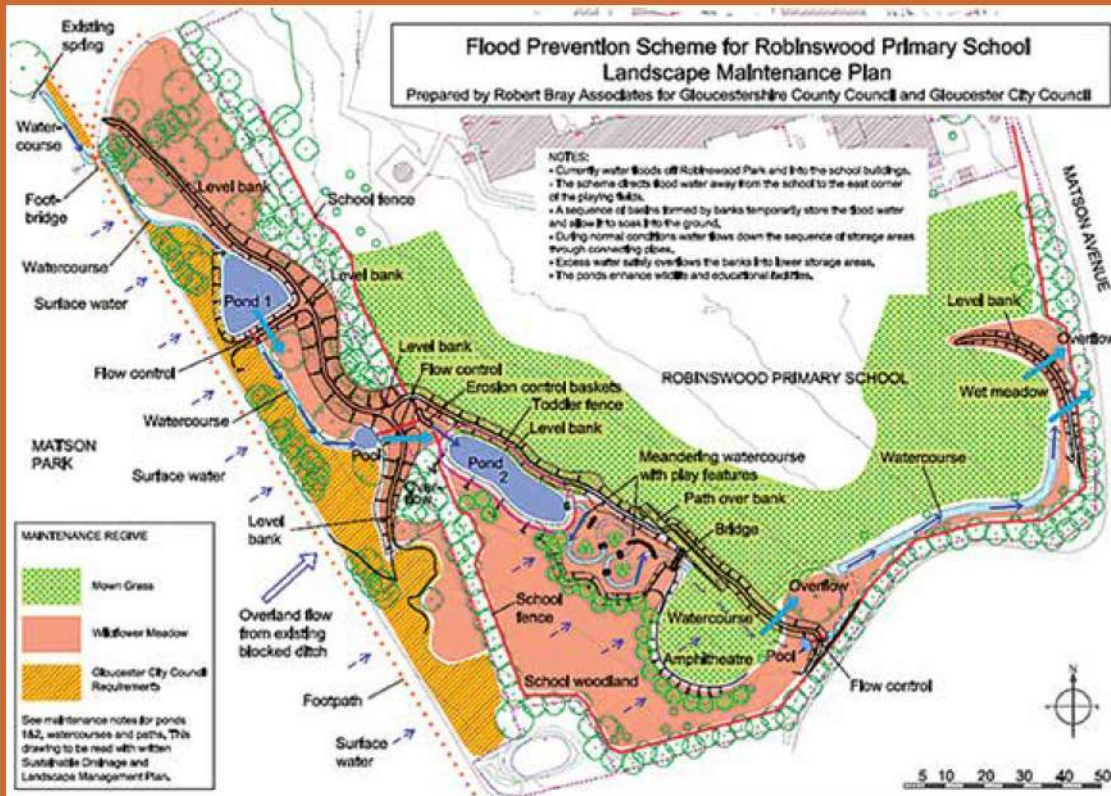 Flood Prevention Scheme for Robinswood Primary School
Landscape Maintenance Plan
Prepared by Robert Bray Associates for Gloucestershire County Council and Gloucester City Council
NOTES:
• Currently water floods off Robinswood Park and into the school buildings.
• The scheme directs flood water away from the school to the east corner
of the playing fields.
• A sequence of basins formed by banks temporarily store the flood water
and allow it to soak into the ground.
• During normal conditions water flows down the sequence of storage areas
through connecting pipes.
• Excess water safely overflows the banks into lower storage areas.
• The ponds enhance wildlife and educational facilities.
Existing
spring
Water-
course
Foot-
bridge
Watercourse
Surface water
Flow control
Watercourse
MATSON
PARK
Surface water
Level bank
School fence
Level bank
Pond 1
Level bank
Flow control
Erosion control baskets
Toddler fence
Level bank
Pool
Over-
flow
Pond
2
Meandering watercourse
with play features
Path over bank
Bridge
ROBINSWOOD PRIMARY SCHOOL
MATSON AVENUE
Level bank
Overflow
Wet meadow
Watercourse
Level
bank
Overland flow
from existing
blocked ditch
School
fence
Watercourse
Overflow
Amphitheatre
Pool
Flow control
School woodland
Footpath
Surface
water
MAINTENANCE REGIME
Mown Grass
Wildflower Meadow
Gloucester City Council
Requirements
See maintenance notes for ponds
1&2, watercourses and paths. This
drawing to be read with written
Sustainable Drainage and
Landscape Management Plan.
N
5 10 20 30 40 50